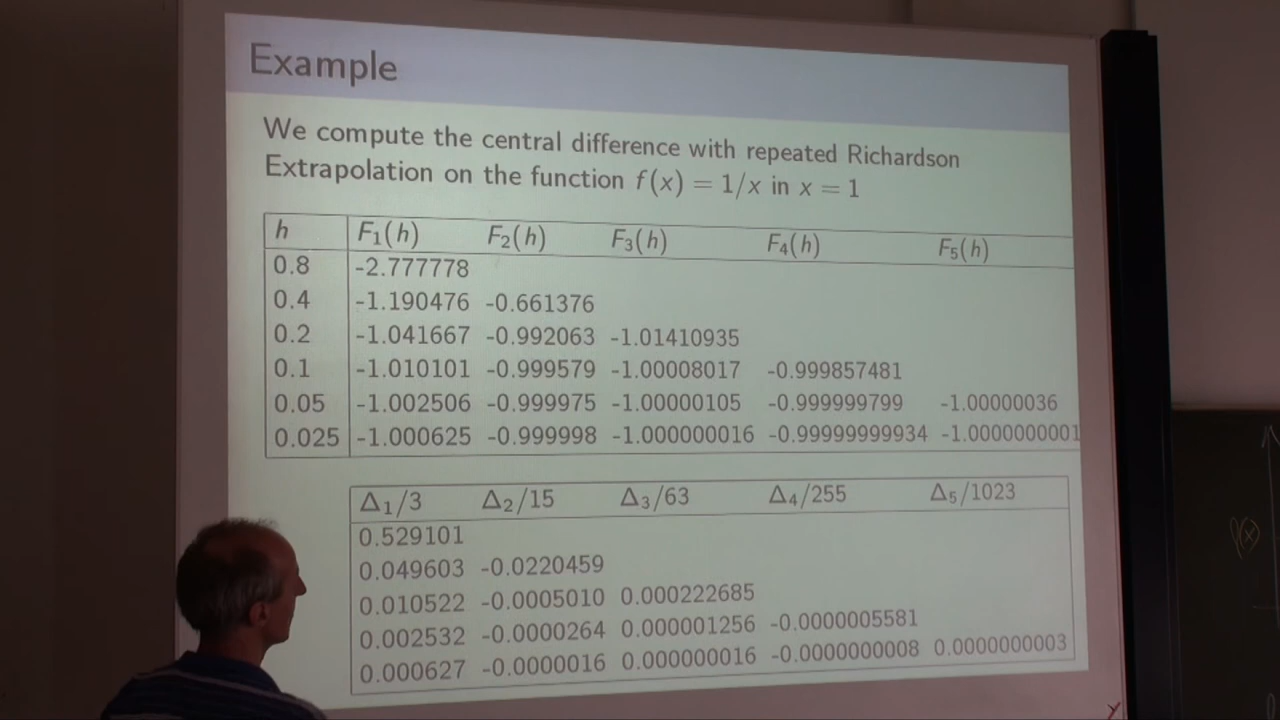 Example
We compute the central difference with repeated Richardson
Extrapolation on the function f(x) = 1/x in x = 1
h F₁(h) F₂(h) F₃(h) F₄(h) F₅(h)
0.8 -2.777778
0.4 -1.190476 -0.661376
0.2 -1.041667 -0.992063 -1.01410935
0.1 -1.010101 -0.999579 -1.00008017 -0.999857481
0.05 -1.002506 -0.999975 -1.00000105 -0.999999799 -1.00000036
0.025 -1.000625 -0.999998 -1.000000016 -0.99999999934 -1.0000000001
Δ₁/3 Δ₂/15 Δ₃/63 Δ₄/255 Δ₅/1023
0.529101
0.049603 -0.0220459
0.010522 -0.0005010 0.000222685
0.002532 -0.0000264 0.000001256 -0.0000005581
0.000627 -0.0000016 0.000000016 -0.0000000008 0.0000000003